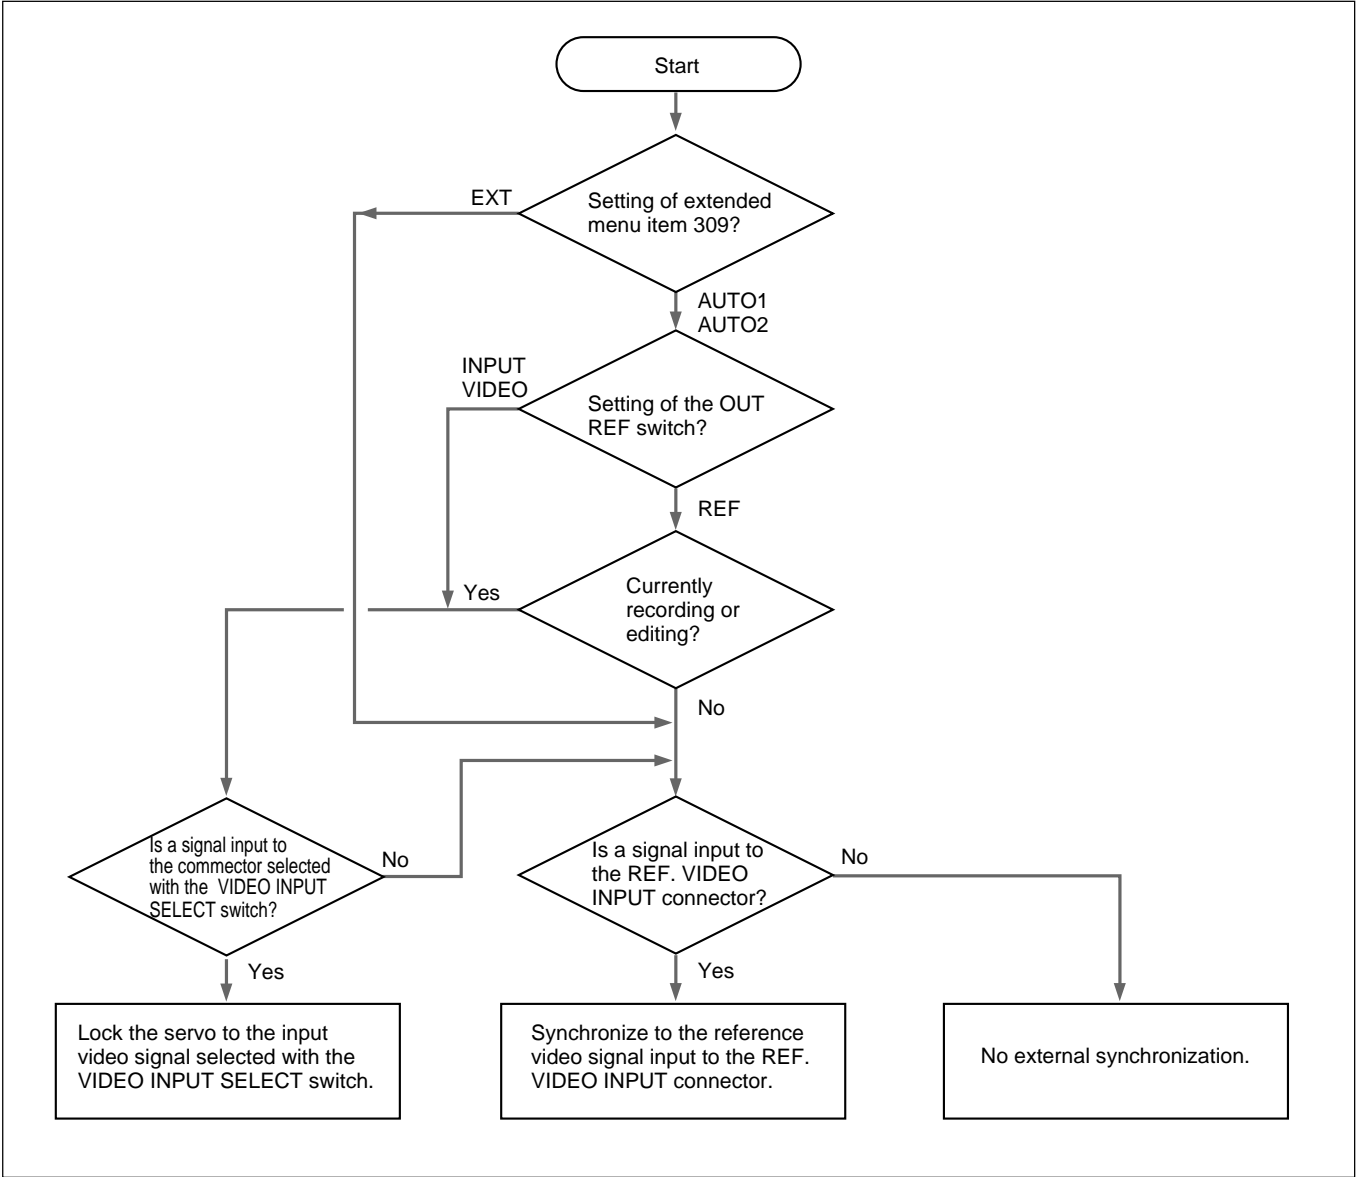 Start
EXT
Setting of extended
menu item 309?
AUTO1
AUTO2
INPUT
VIDEO
Setting of the OUT
REF switch?
REF
Yes
Currently
recording or
editing?
No
Is a signal input to
the commector selected
with the VIDEO INPUT
SELECT switch?
No
Is a signal input to
the REF. VIDEO
INPUT connector?
No
Yes
Yes
Lock the servo to the input
video signal selected with the
VIDEO INPUT SELECT switch.
Synchronize to the reference
video signal input to the REF.
VIDEO INPUT connector.
No external synchronization.